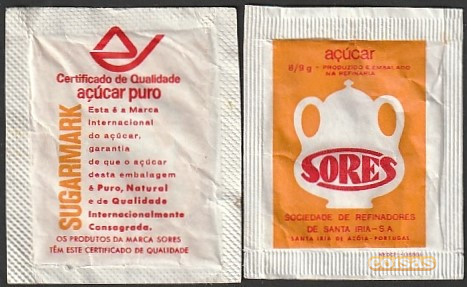 Certificado de Qualidade
açúcar puro
SUGARMARK
Esta é a Marca
Internacional
do açúcar,
garantia
de que o açúcar
desta embalagem
é Puro, Natural
e de Qualidade
Internacionalmente
Consagrada.
OS PRODUTOS DA MARCA SORES
TÊM ESTE CERTIFICADO DE QUALIDADE
açúcar
8/9 g - PRODUZIDO E EMBALADO
NA REFINARIA
SORES
SOCIEDADE DE REFINADORES
DE SANTA IRIA-S.A.
SANTA IRIA DE AZÓIA-PORTUGAL
coisas